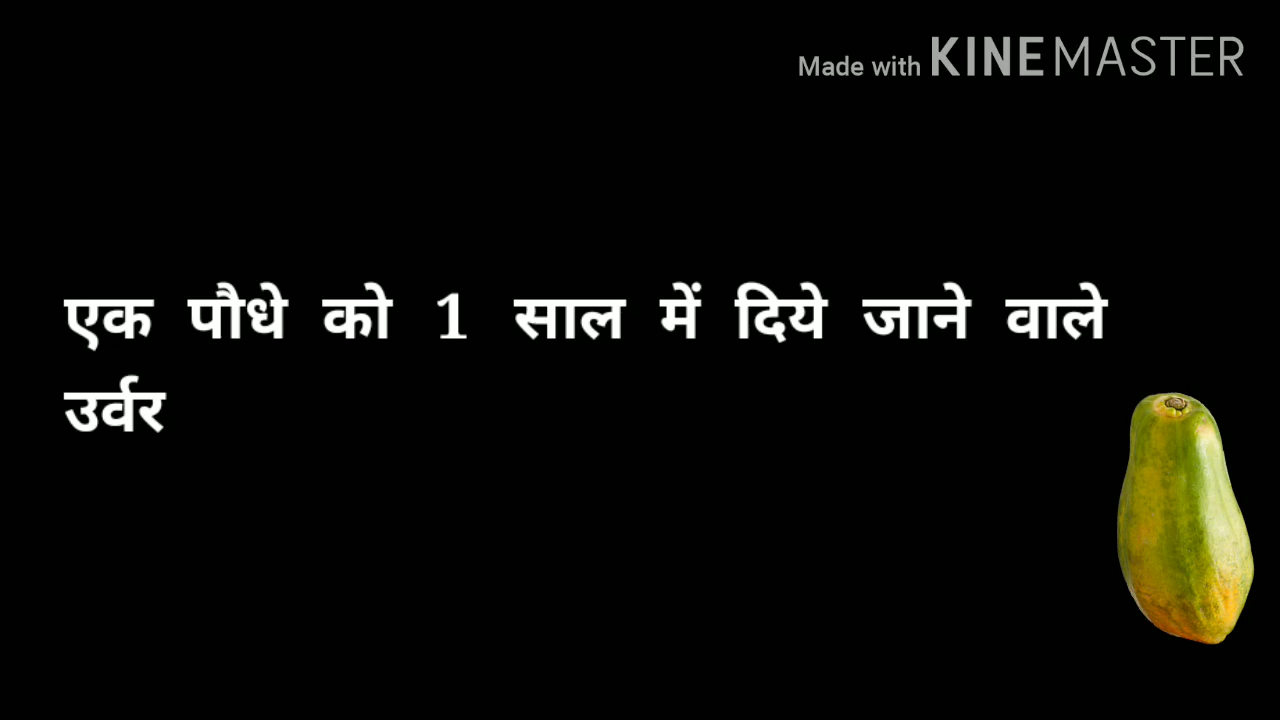 Made with KINEMASTER
एक पौधे को 1 साल में दिये जाने वाले
उर्वर